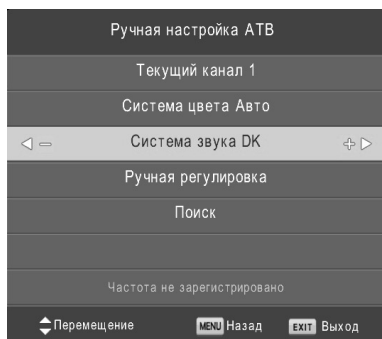 Ручная настройка АТВ
Текущий канал 1
Система цвета Авто
Система звука DK
Ручная регулировка
Поиск
Частота не зарегистрировано
Перемещение MENU Назад EXIT Выход